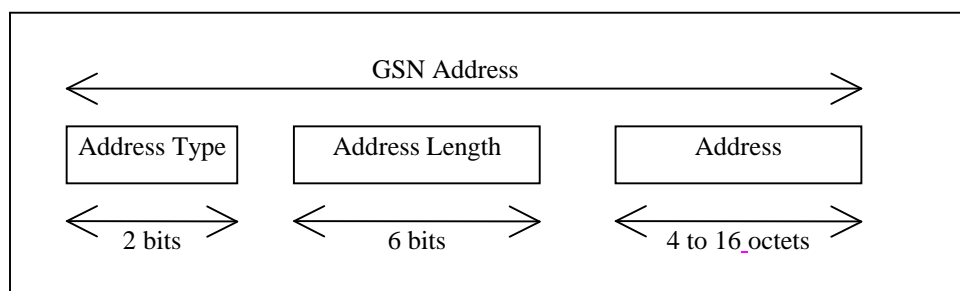 GSN Address
Address Type Address Length Address
2 bits 6 bits 4 to 16 octets